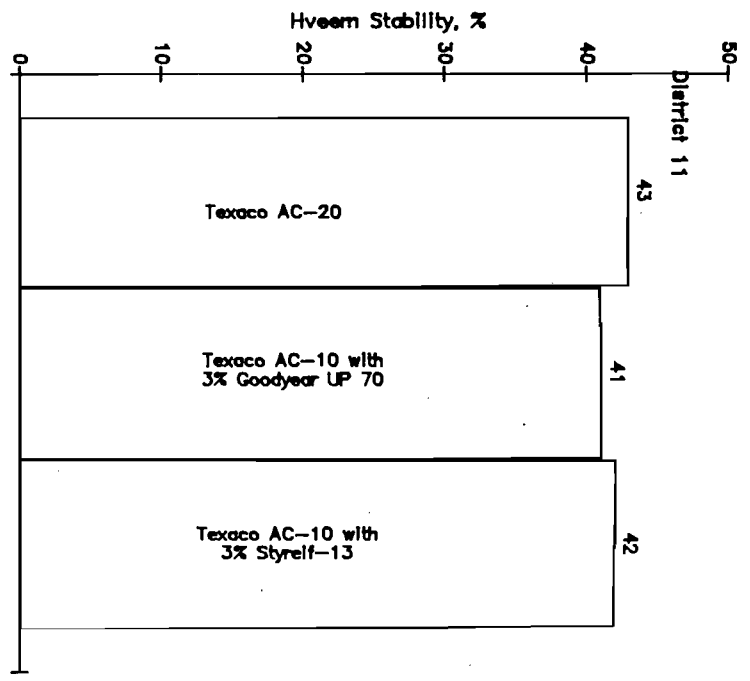 Hveem Stability, %
0
10
20
30
40
50
District 11
43
Texaco AC-20
41
Texaco AC-10 with
3% Goodyear UP 70
42
Texaco AC-10 with
3% Styrelf-13